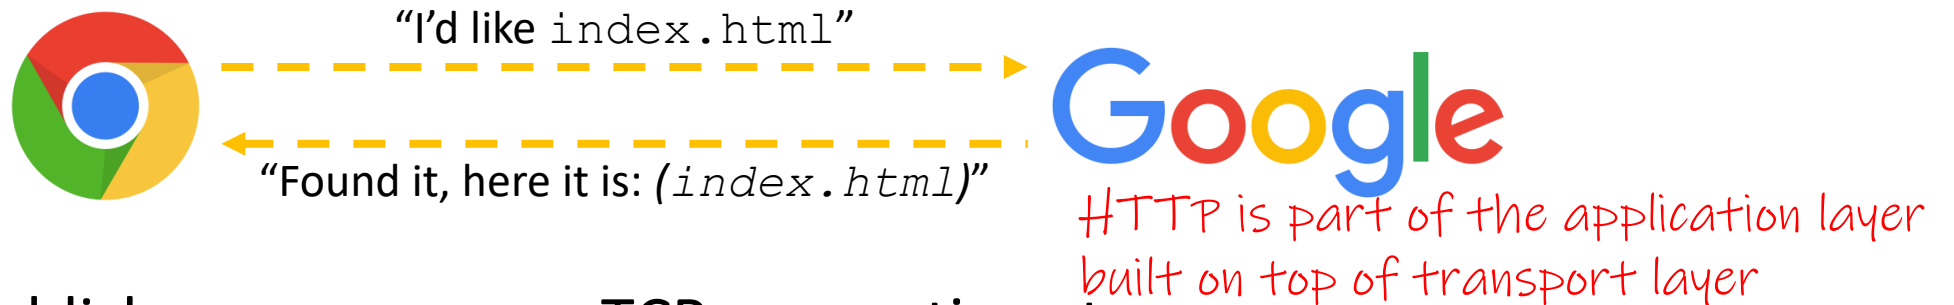 “I’d like index.html”
Google
“Found it, here it is: (index.html)”
HTTP is part of the application layer
built on top of transport layer
TCP